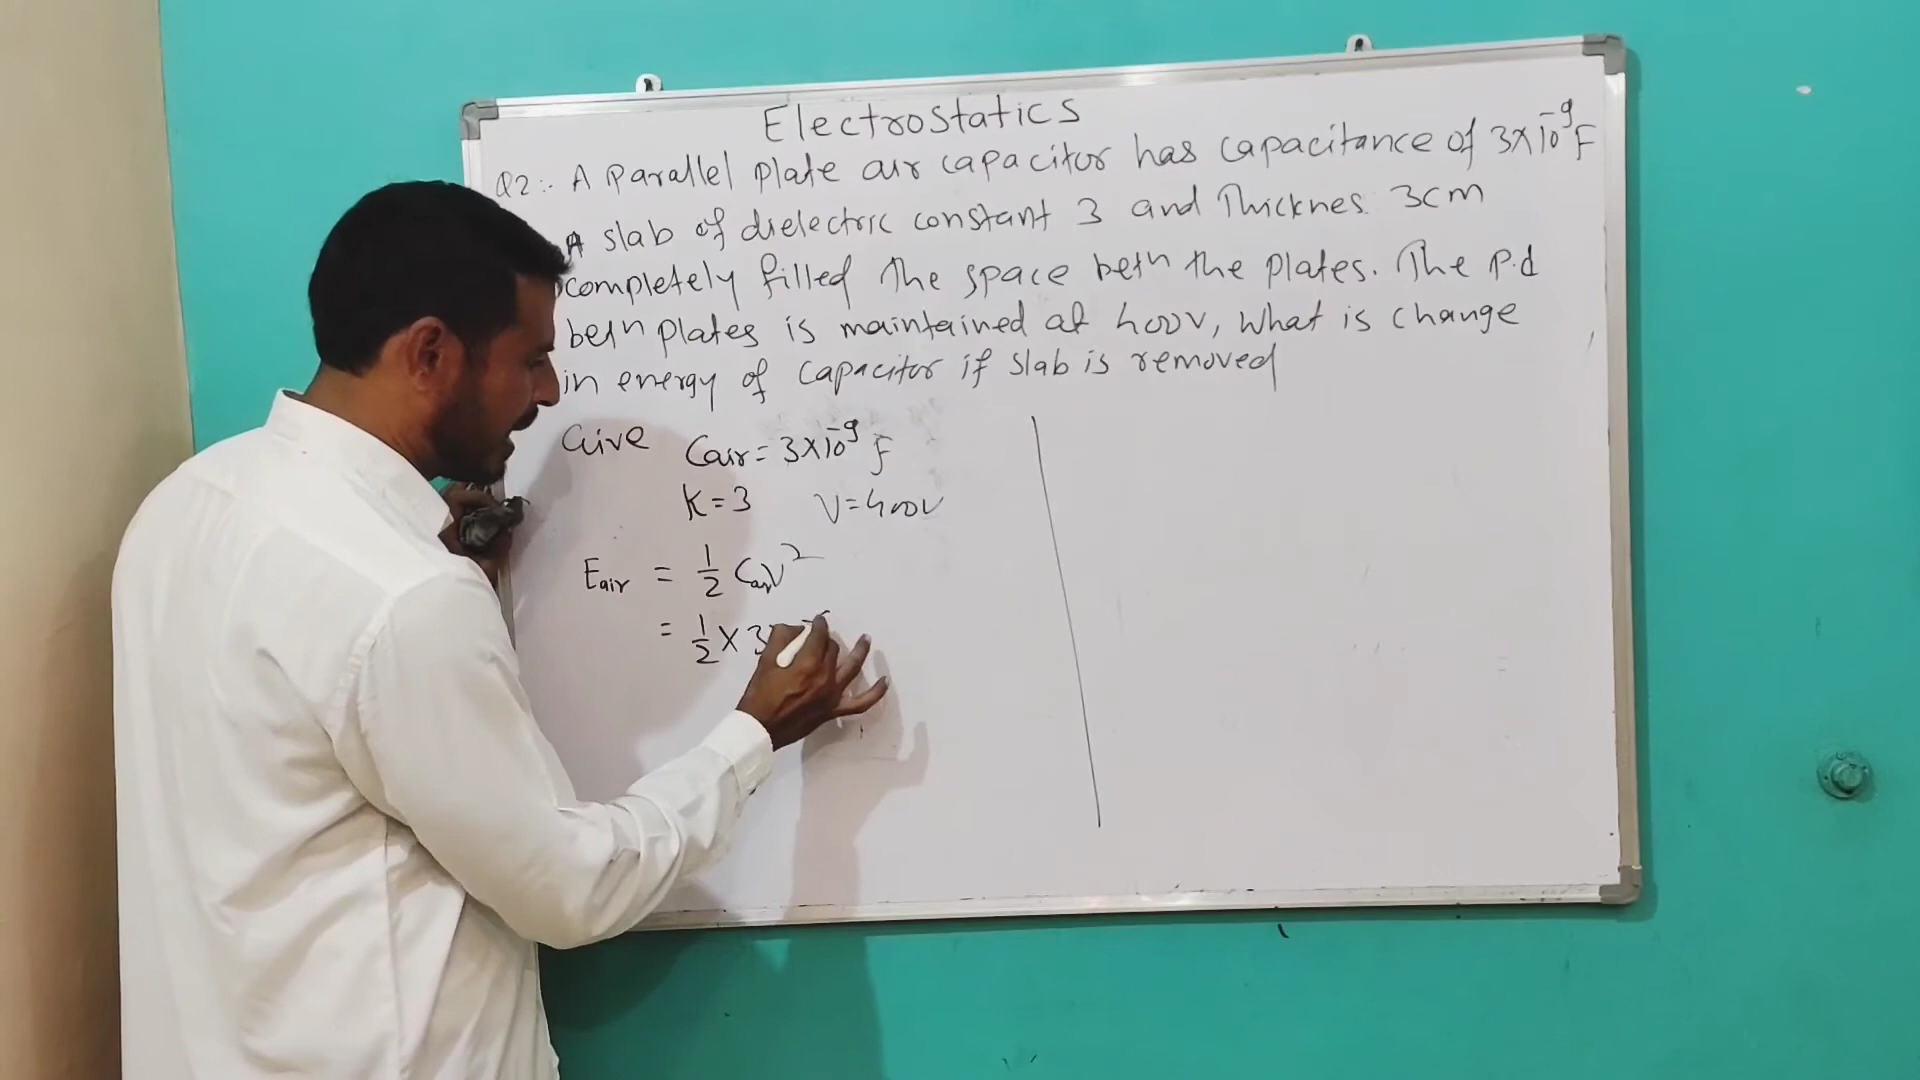 Electrostatics
Q2:- A parallel plate air capacitor has capacitance of 3×10⁻⁹F
A slab of dielectric constant 3 and Thicknes 3cm
completely filled the space betn the plates. The p.d
betn plates is maintained at 400V, what is change
in energy of capacitor if slab is removed
Give Cair = 3×10⁻⁹ F
K = 3 V = 400V
Eair = 1/2 Cair V²
= 1/2 × 3